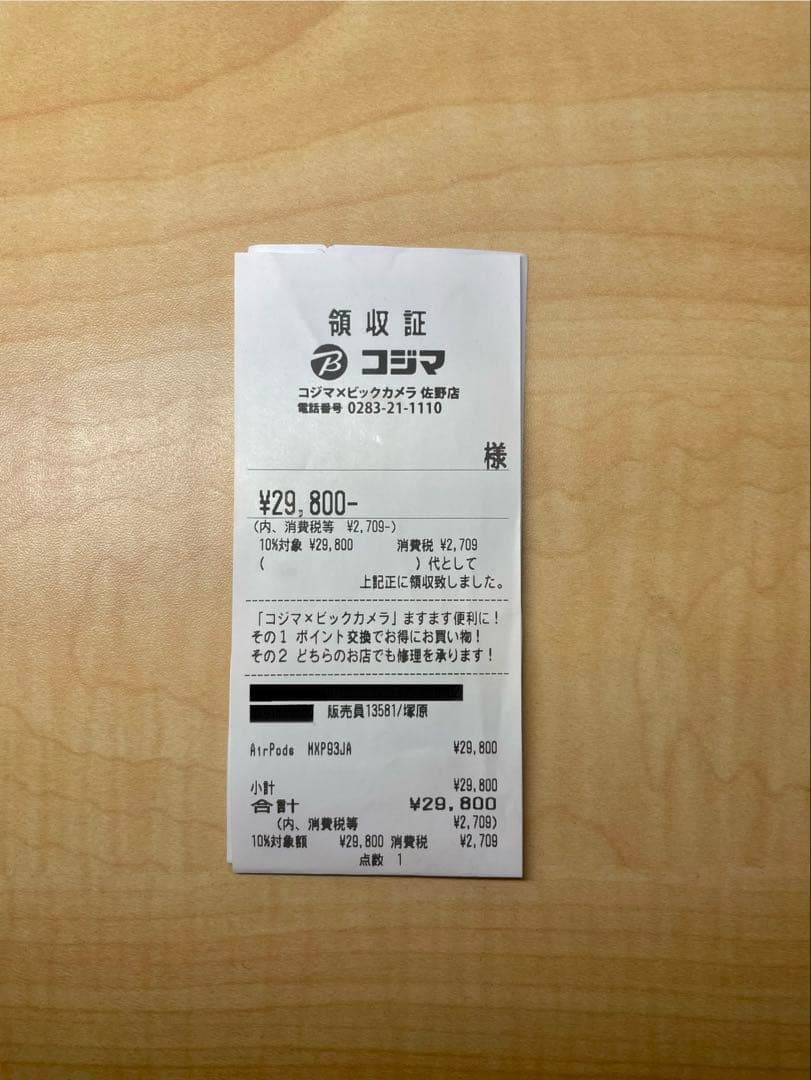 領収証
B コジマ
コジマ×ビックカメラ 佐野店
電話番号 0283-21-1110
様
¥29,800-
(内、消費税等 ¥2,709-)
10%対象 ¥29,800 消費税 ¥2,709
( )代として
上記正に領収致しました。
「コジマ×ビックカメラ」ますます便利に!
その1 ポイント交換でお得にお買い物!
その2 どちらのお店でも修理を承ります!
販売員13581/塚原
AirPods MXP93JA ¥29,800
小計 ¥29,800
合計 ¥29,800
(内、消費税等 ¥2,709)
10%対象額 ¥29,800 消費税 ¥2,709
点数 1